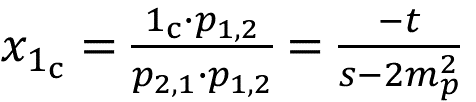 x_{1_c} = \frac{1_c \cdot p_{1,2}}{p_{2,1} \cdot p_{1,2}} = \frac{-t}{s-2m_p^2}